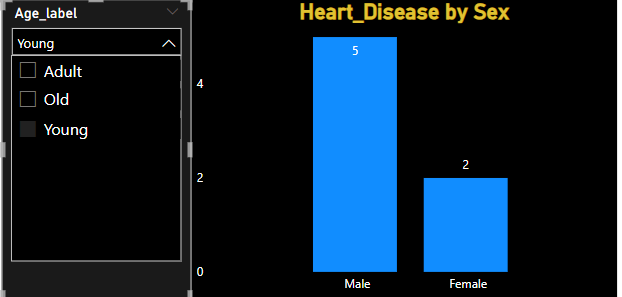 Age_label
Young
Adult
Old
Young
Heart_Disease by Sex
5
4
2
2
0
Male
Female